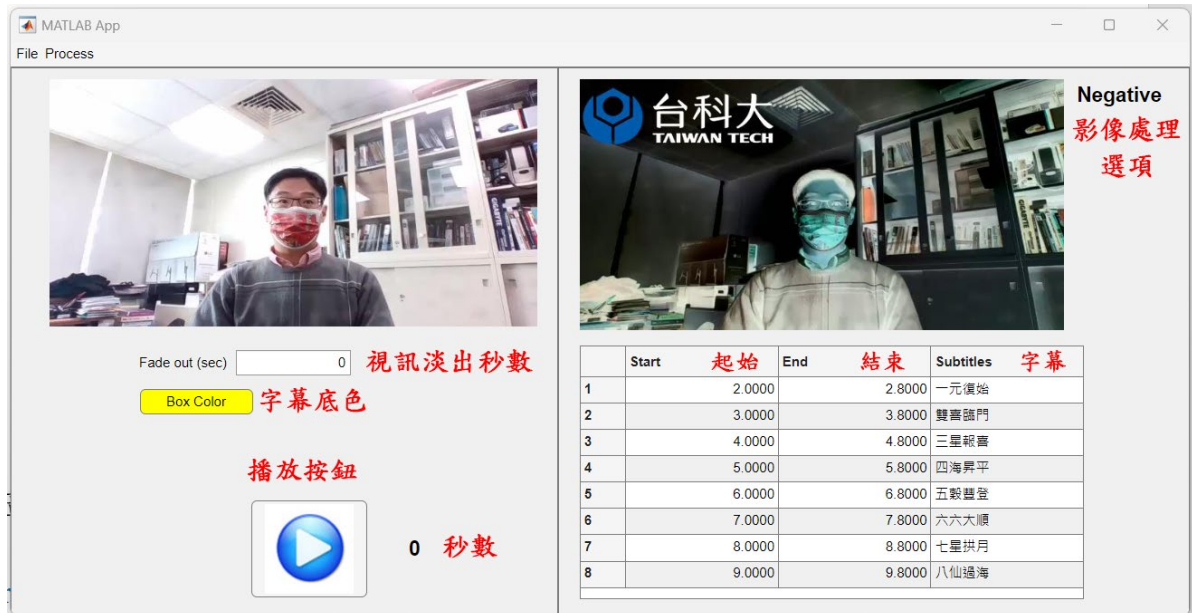 MATLAB App
File Process
台科大
TAIWAN TECH
Negative
影像處理
選項
GIGABYTE
Fade out (sec) 0 視訊淡出秒數
Box Color 字幕底色
播放按鈕
0 秒數
Start 起始 End 結束 Subtitles 字幕
1 2.0000 2.8000 一元復始
2 3.0000 3.8000 雙喜臨門
3 4.0000 4.8000 三星報喜
4 5.0000 5.8000 四海昇平
5 6.0000 6.8000 五穀豐登
6 7.0000 7.8000 六六大順
7 8.0000 8.8000 七星拱月
8 9.0000 9.8000 八仙過海